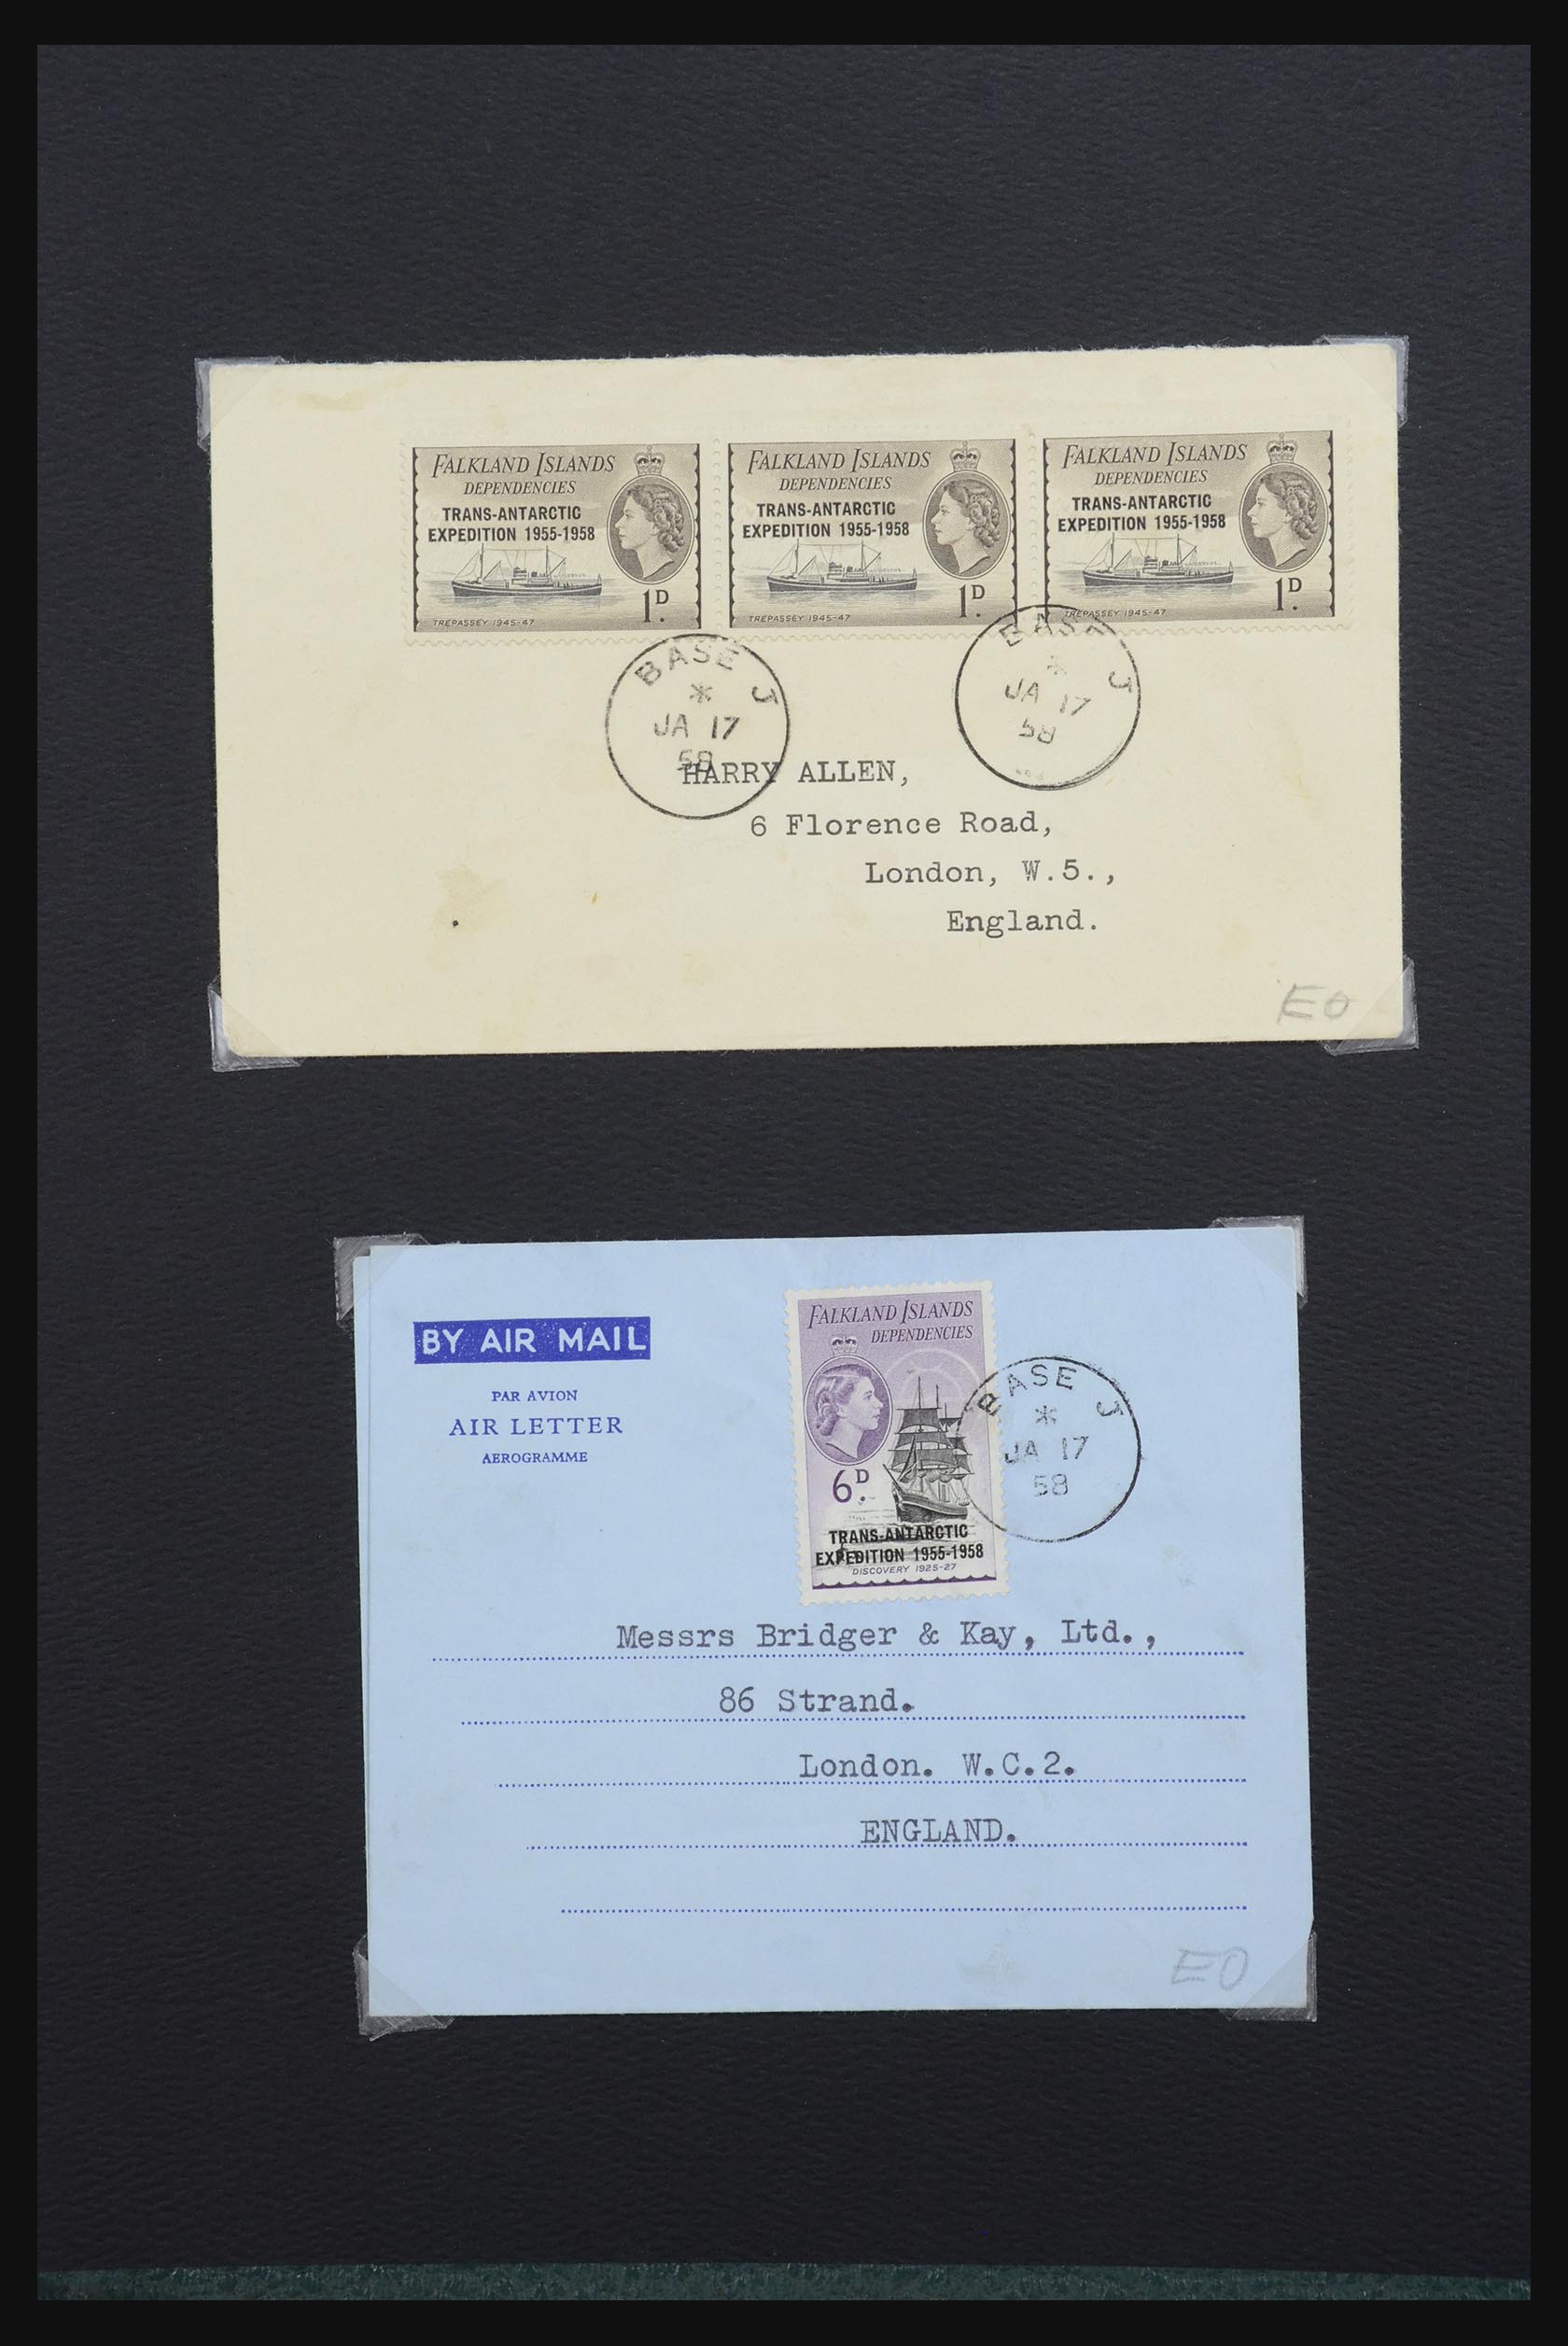 FALKLAND ISLANDS
DEPENDENCIES
TRANS-ANTARCTIC
EXPEDITION 1955-1958
1D.
TREPASSEY 1945-47
FALKLAND ISLANDS
DEPENDENCIES
TRANS-ANTARCTIC
EXPEDITION 1955-1958
1D.
TREPASSEY 1945-47
FALKLAND ISLANDS
DEPENDENCIES
TRANS-ANTARCTIC
EXPEDITION 1955-1958
1D.
TREPASSEY 1945-47
BASE J
JA 17
58
BASE J
JA 17
58
HARRY ALLEN,
6 Florence Road,
London, W.5.,
England.
EO
BY AIR MAIL
PAR AVION
AIR LETTER
AEROGRAMME
FALKLAND ISLANDS
DEPENDENCIES
6D.
TRANS-ANTARCTIC
EXPEDITION 1955-1958
DISCOVERY 1925-27
BASE J
JA 17
58
Messrs Bridger & Kay, Ltd.,
86 Strand.
London. W.C.2.
ENGLAND.
EO